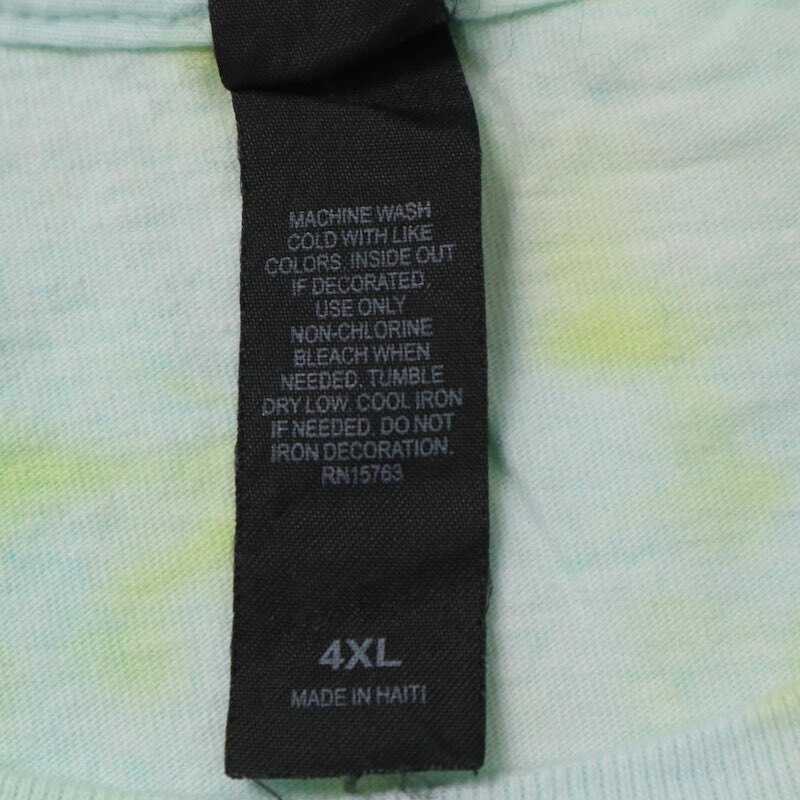 MACHINE WASH
COLD WITH LIKE
COLORS. INSIDE OUT
IF DECORATED.
USE ONLY
NON-CHLORINE
BLEACH WHEN
NEEDED. TUMBLE
DRY LOW. COOL IRON
IF NEEDED. DO NOT
IRON DECORATION.
RN15763
4XL
MADE IN HAITI